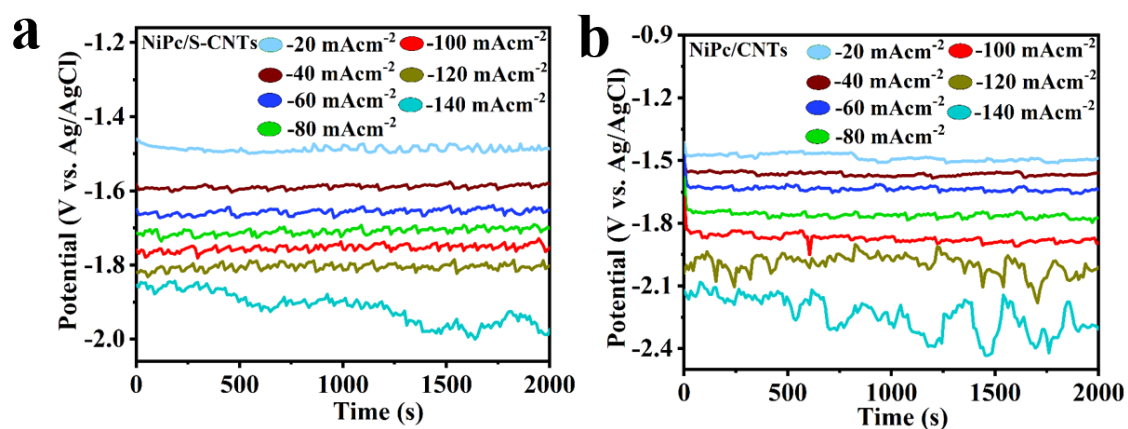 a
NiPc/S-CNTs
-20 mAcm⁻²
-40 mAcm⁻²
-60 mAcm⁻²
-80 mAcm⁻²
-100 mAcm⁻²
-120 mAcm⁻²
-140 mAcm⁻²
Potential (V vs. Ag/AgCl)
-1.2
-1.4
-1.6
-1.8
-2.0
0
500
1000
1500
2000
Time (s)
b
NiPc/CNTs
-20 mAcm⁻²
-40 mAcm⁻²
-60 mAcm⁻²
-80 mAcm⁻²
-100 mAcm⁻²
-120 mAcm⁻²
-140 mAcm⁻²
Potential (V vs. Ag/AgCl)
-0.9
-1.2
-1.5
-1.8
-2.1
-2.4
0
500
1000
1500
2000
Time (s)